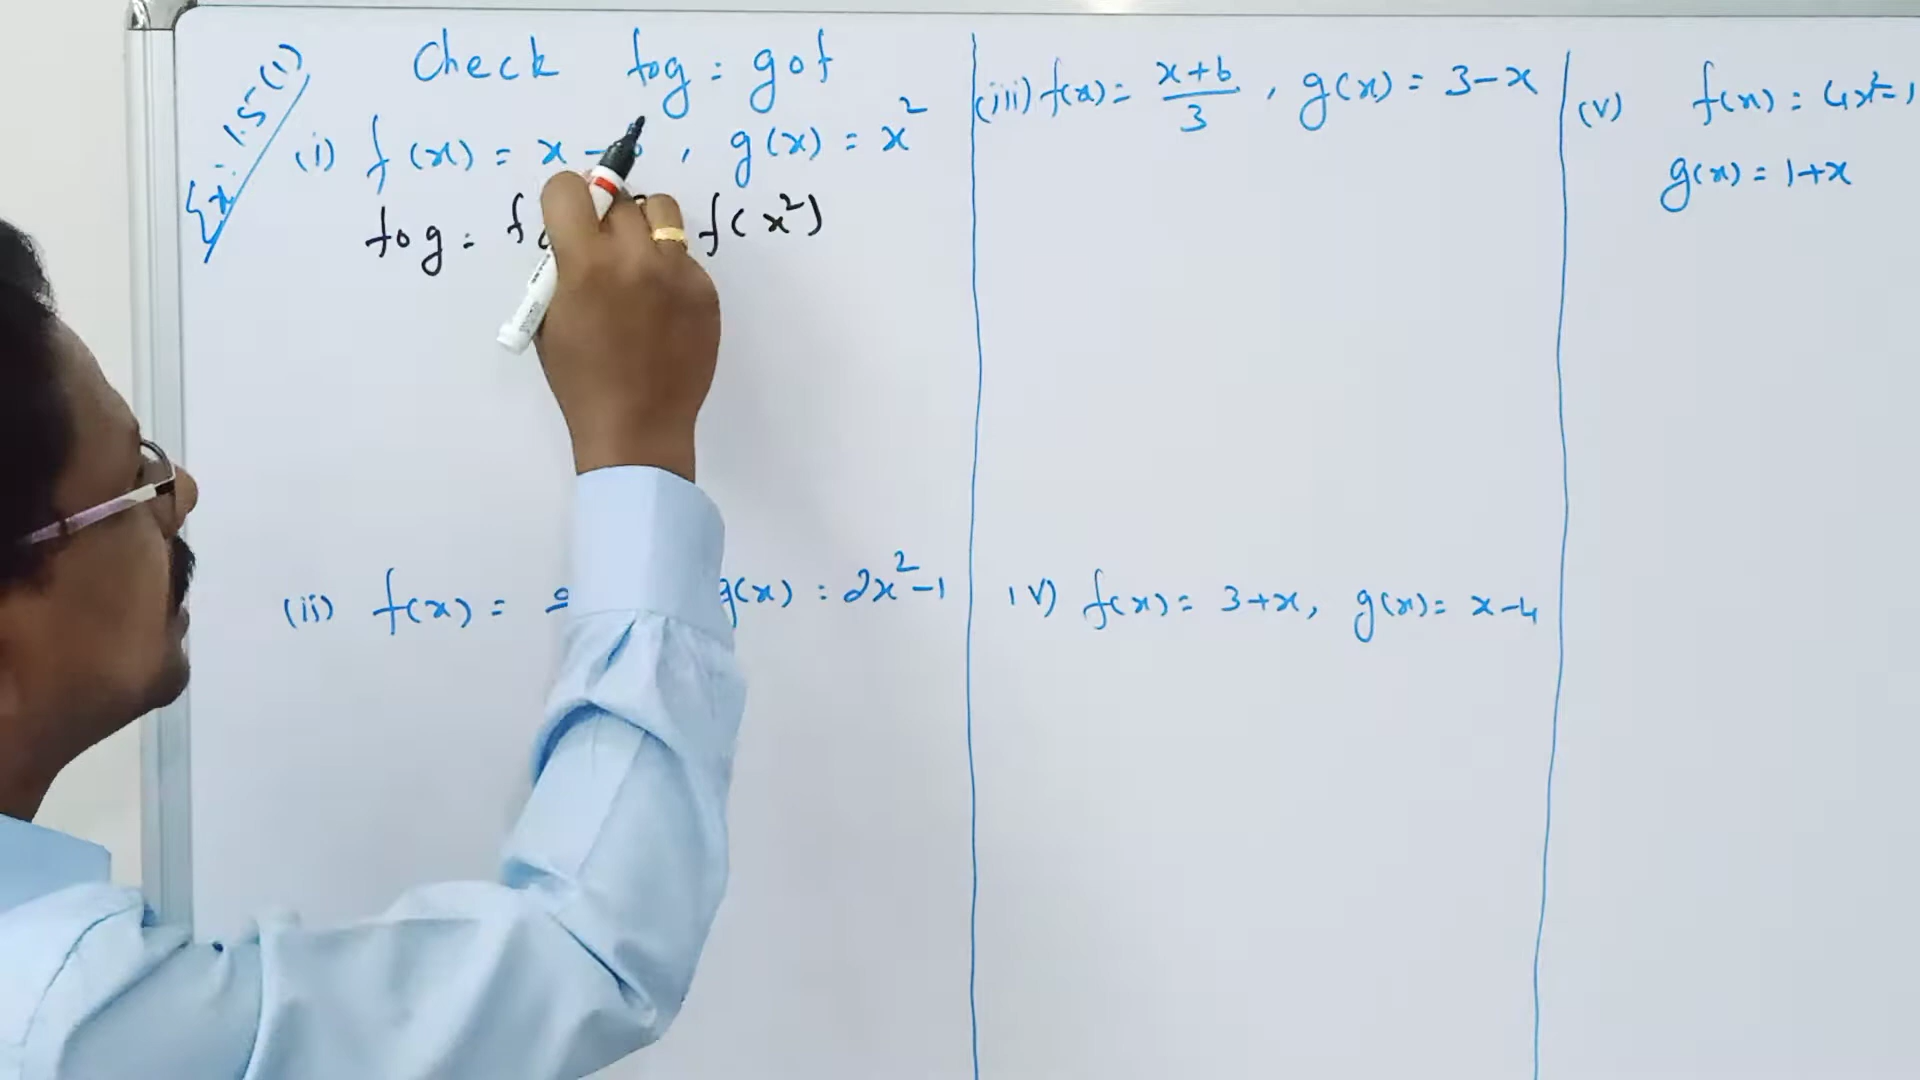 Ex: 1.5 (1)
Check fog = gof
(i) f(x) = x - , g(x) = x²
fog = f f(x²)
(ii) f(x) = g(x) = 2x²-1
(iii) f(x) = x+6/3 , g(x) = 3-x
iv) f(x) = 3+x, g(x) = x-4
(v) f(x) = 4x²-1
g(x) = 1+x